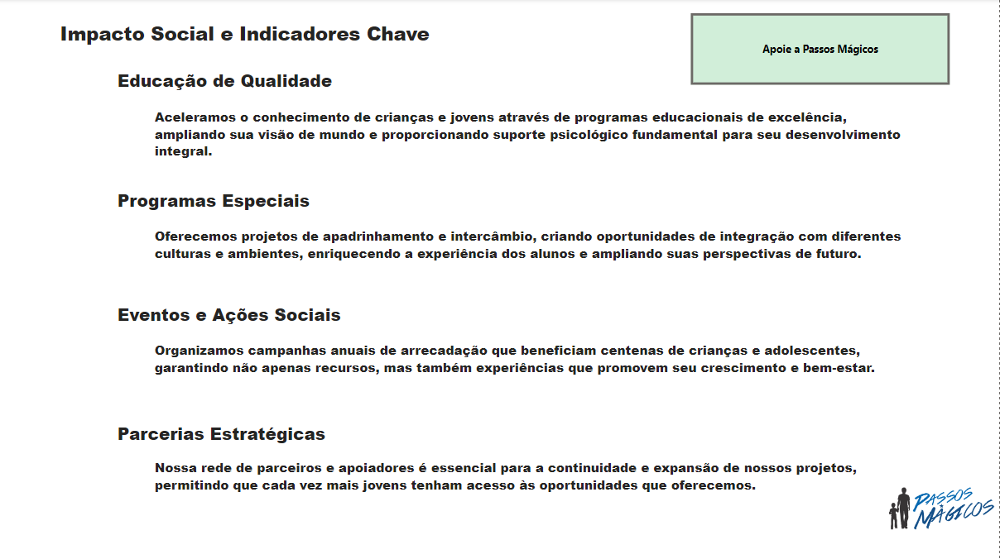 Impacto Social e Indicadores Chave
Apoie a Passos Mágicos
Educação de Qualidade
Aceleramos o conhecimento de crianças e jovens através de programas educacionais de excelência,
ampliando sua visão de mundo e proporcionando suporte psicológico fundamental para seu desenvolvimento
integral.
Programas Especiais
Oferecemos projetos de apadrinhamento e intercâmbio, criando oportunidades de integração com diferentes
culturas e ambientes, enriquecendo a experiência dos alunos e ampliando suas perspectivas de futuro.
Eventos e Ações Sociais
Organizamos campanhas anuais de arrecadação que beneficiam centenas de crianças e adolescentes,
garantindo não apenas recursos, mas também experiências que promovem seu crescimento e bem-estar.
Parcerias Estratégicas
Nossa rede de parceiros e apoiadores é essencial para a continuidade e expansão de nossos projetos,
permitindo que cada vez mais jovens tenham acesso às oportunidades que oferecemos.
PASSOS
MÁGICOS